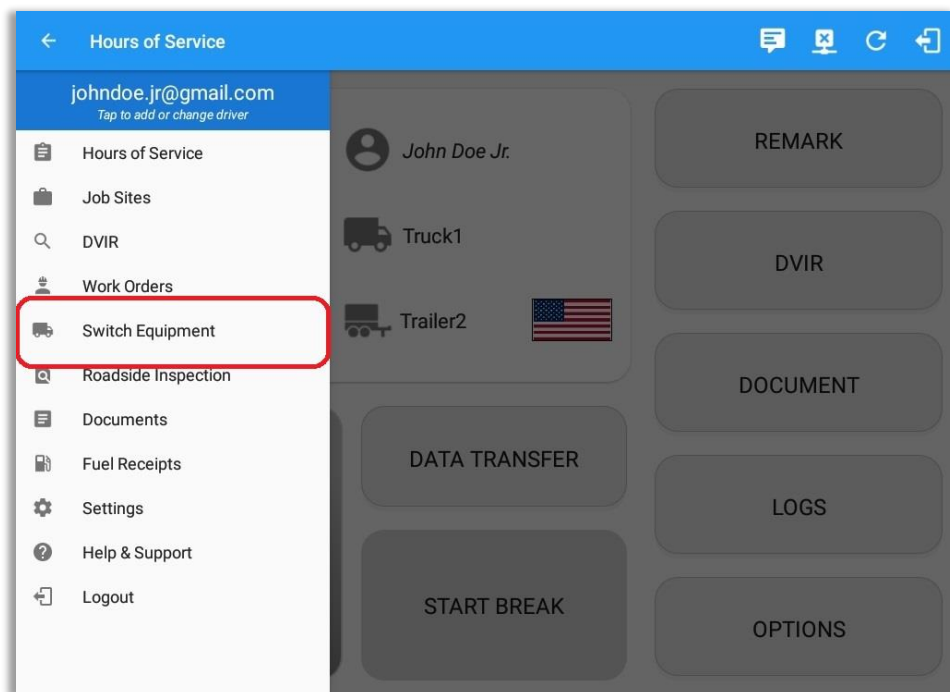 Hours of Service
johndoe.jr@gmail.com
Tap to add or change driver
Hours of Service
Job Sites
DVIR
Work Orders
Switch Equipment
Roadside Inspection
Documents
Fuel Receipts
Settings
Help & Support
Logout
John Doe Jr.
Truck1
Trailer2
DATA TRANSFER
START BREAK
REMARK
DVIR
DOCUMENT
LOGS
OPTIONS